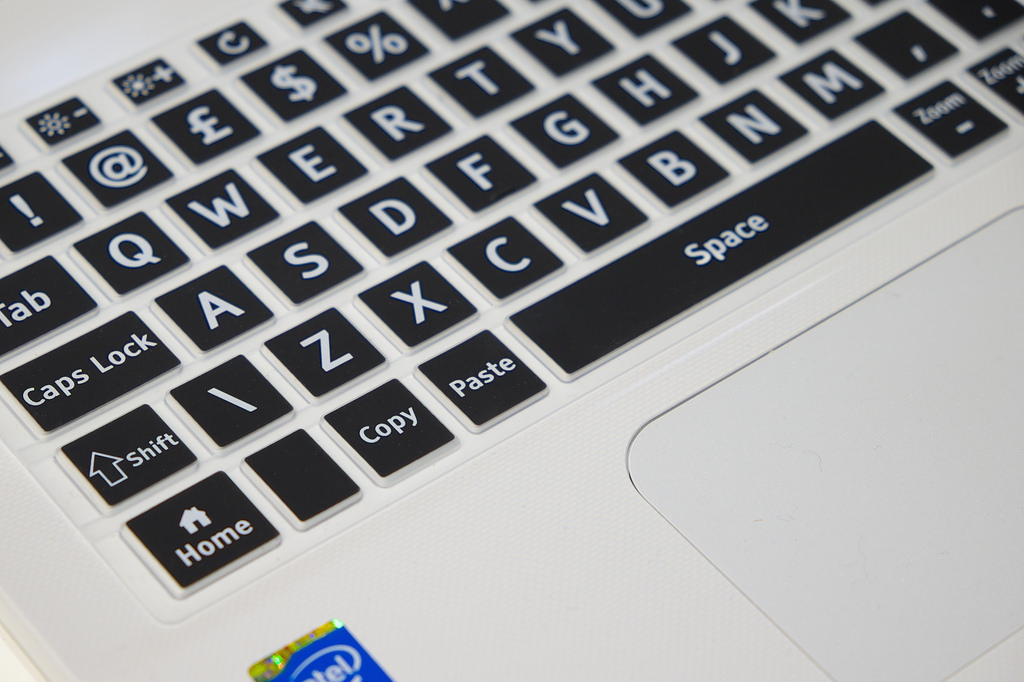 ! @ £ $ %
Tab Q W E R T Y U
Caps Lock A S D F G H J K
Shift \ Z X C V B N M ,
Home Copy Paste Space Zoom - Zoom
intel